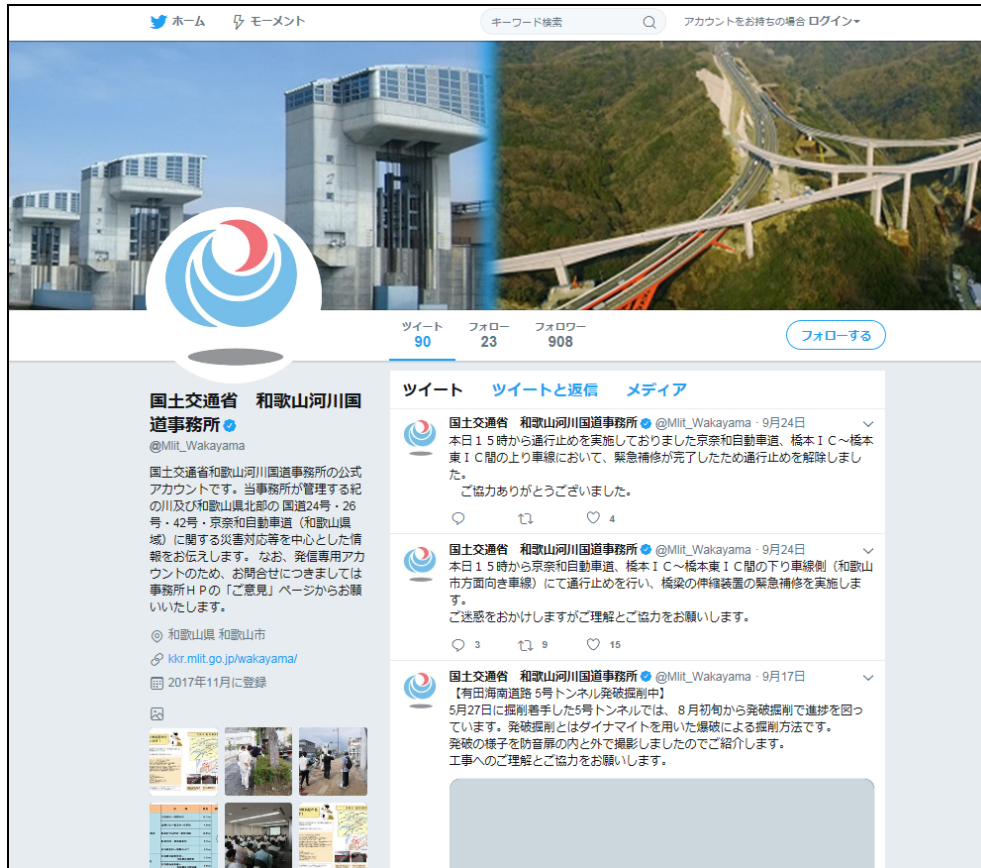 ホーム モーメント キーワード検索 アカウントをお持ちの場合 ログイン
ツイート フォロー フォロワー
90 23 908
フォローする
国土交通省 和歌山河川国
道事務所
@Mlit_Wakayama
国土交通省和歌山河川国道事務所の公式
アカウントです。当事務所が管理する紀
の川及び和歌山県北部の 国道24号・26
号・42号・京奈和自動車道（和歌山県
域）に関する災害対応等を中心とした情
報をお伝えします。 なお、発信専用アカ
ウントのため、お問合せにつきましては
事務所ＨＰの「ご意見」ページからお願
いいたします。
和歌山県 和歌山市
kkr.mlit.go.jp/wakayama/
2017年11月に登録
ツイート ツイートと返信 メディア
国土交通省 和歌山河川国道事務所 @Mlit_Wakayama · 9月24日
本日１５時から通行止めを実施しておりました京奈和自動車道、橋本ＩＣ～橋本
東ＩＣ間の上り車線において、緊急補修が完了したため通行止めを解除しまし
た。
ご協力ありがとうございました。
4
国土交通省 和歌山河川国道事務所 @Mlit_Wakayama · 9月24日
本日１５時から京奈和自動車道、橋本ＩＣ～橋本東ＩＣ間の下り車線側（和歌山
市方面向き車線）にて通行止めを行い、橋梁の伸縮装置の緊急補修を実施しま
す。
ご迷惑をおかけしますがご理解とご協力をお願いします。
3 9 15
国土交通省 和歌山河川国道事務所 @Mlit_Wakayama · 9月17日
【有田海南道路 5号トンネル発破掘削中】
5月27日に掘削着手した5号トンネルでは、８月初旬から発破掘削で進捗を図っ
ています。発破掘削とはダイナマイトを用いた爆破による掘削方法です。
発破の様子を防音扉の内と外で撮影しましたのでご紹介します。
工事へのご理解とご協力をお願いします。